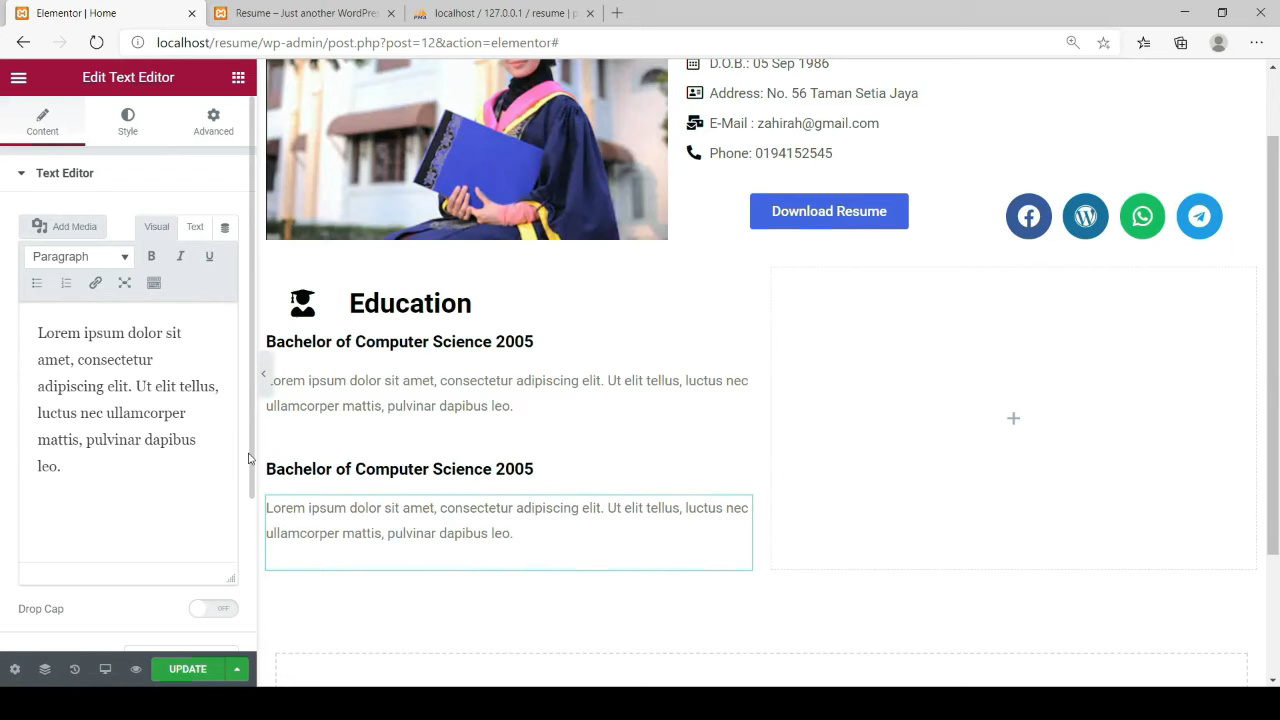 Elementor | Home
Resume – Just another WordPres
localhost / 127.0.0.1 / resume | p
localhost/resume/wp-admin/post.php?post=12&action=elementor#
Edit Text Editor
Content
Style
Advanced
Text Editor
Add Media
Visual
Text
Paragraph
B
I
U
Lorem ipsum dolor sit
amet, consectetur
adipiscing elit. Ut elit tellus,
luctus nec ullamcorper
mattis, pulvinar dapibus
leo.
Drop Cap
OFF
UPDATE
D.O.B.: 05 Sep 1986
Address: No. 56 Taman Setia Jaya
E-Mail : zahirah@gmail.com
Phone: 0194152545
Download Resume
Education
Bachelor of Computer Science 2005
Lorem ipsum dolor sit amet, consectetur adipiscing elit. Ut elit tellus, luctus nec
ullamcorper mattis, pulvinar dapibus leo.
Bachelor of Computer Science 2005
Lorem ipsum dolor sit amet, consectetur adipiscing elit. Ut elit tellus, luctus nec
ullamcorper mattis, pulvinar dapibus leo.